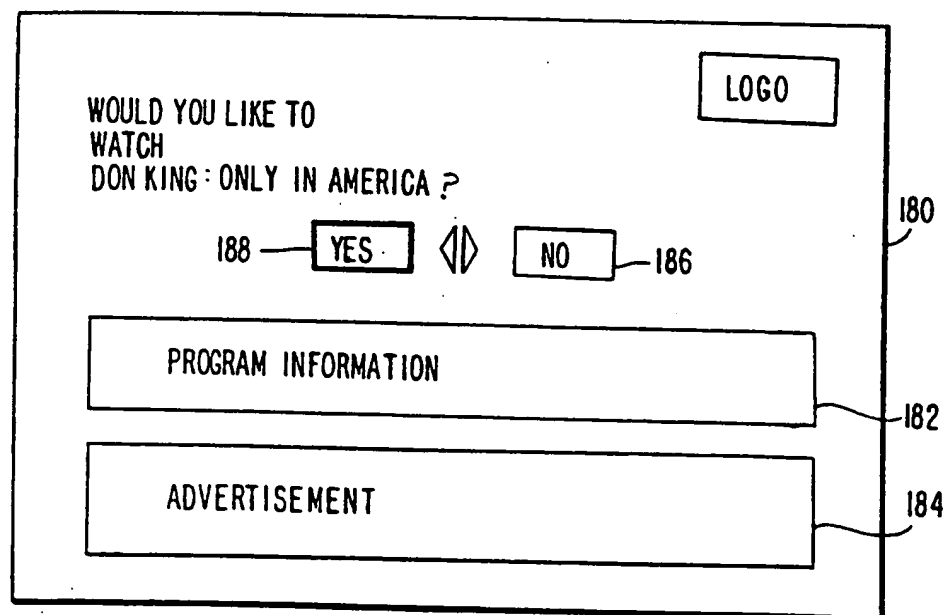 LOGO
WOULD YOU LIKE TO
WATCH
DON KING: ONLY IN AMERICA?
180
188 YES NO 186
PROGRAM INFORMATION
182
ADVERTISEMENT
184